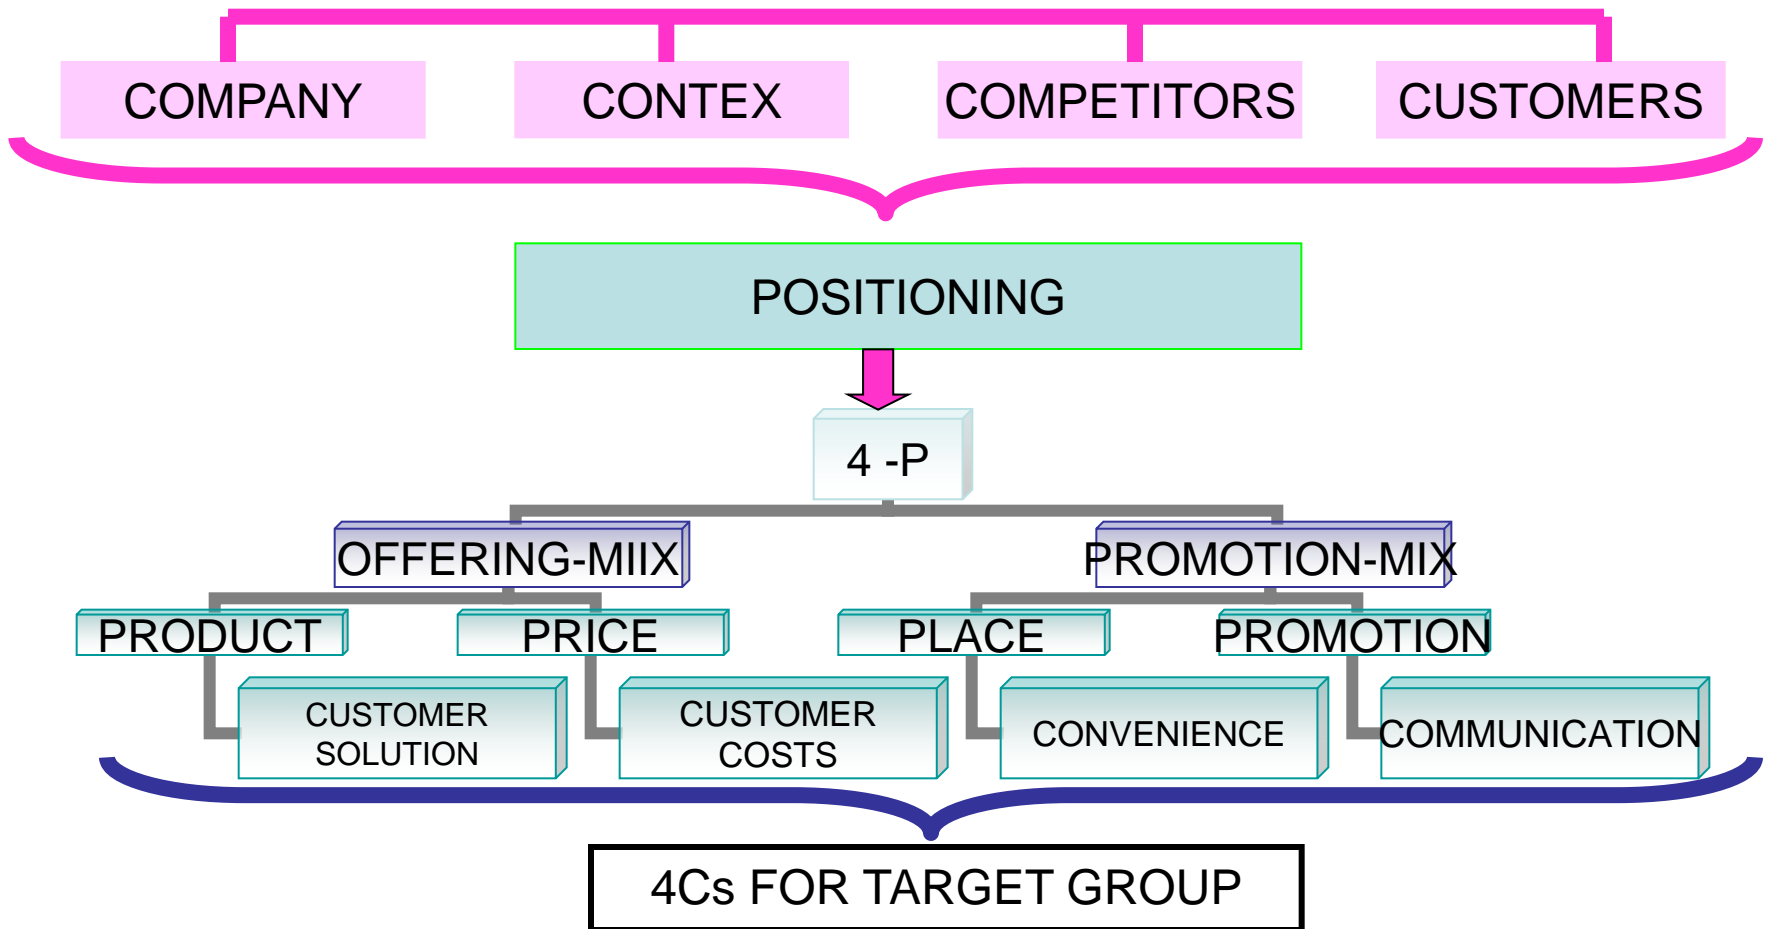 COMPANY
CONTEX
COMPETITORS
CUSTOMERS
POSITIONING
4 -P
OFFERING-MIIX
PROMOTION-MIX
PRODUCT
PRICE
PLACE
PROMOTION
CUSTOMER
SOLUTION
CUSTOMER
COSTS
CONVENIENCE
COMMUNICATION
4Cs FOR TARGET GROUP